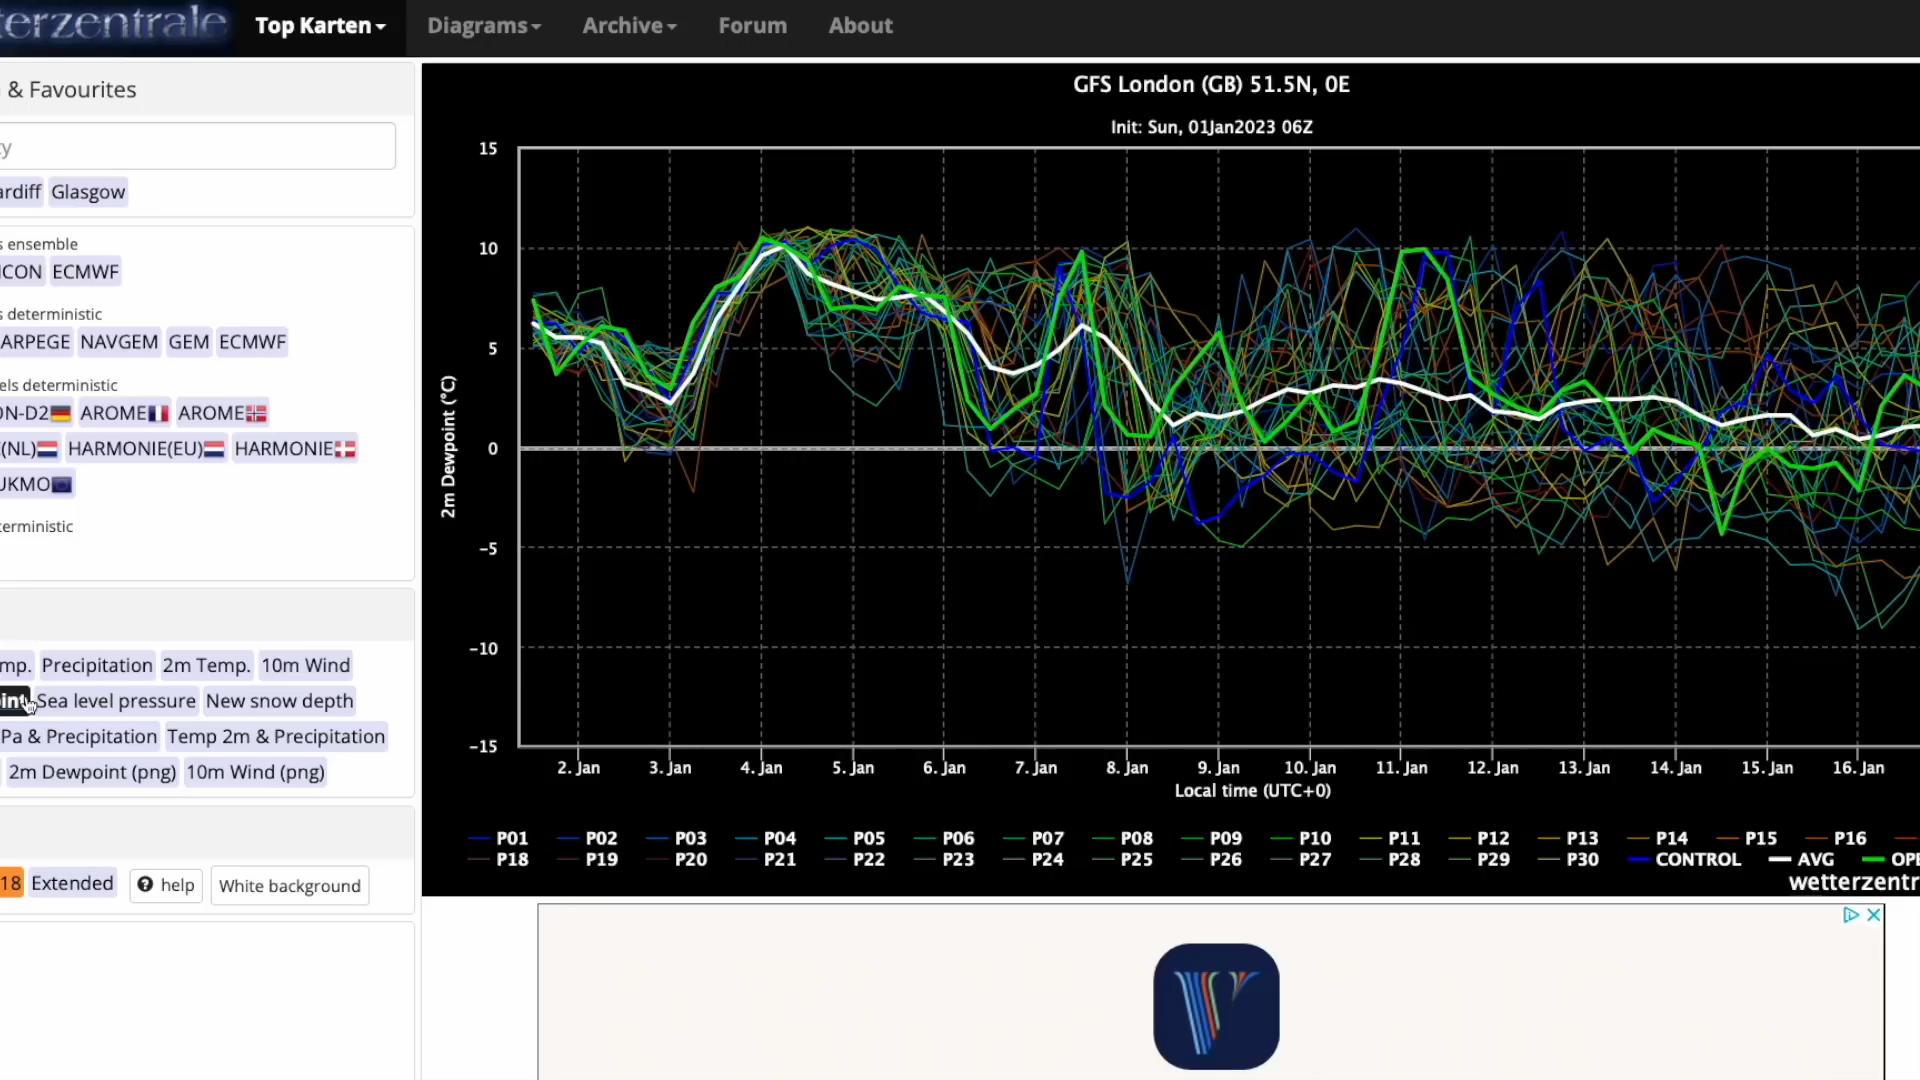 terzentrale Top Karten Diagrams Archive Forum About
& Favourites
y
ardiff Glasgow
s ensemble
ICON ECMWF
s deterministic
ARPEGE NAVGEM GEM ECMWF
els deterministic
ON-D2 AROME AROME
(NL) HARMONIE(EU) HARMONIE
UKMO
terministic
mp. Precipitation 2m Temp. 10m Wind
oint Sea level pressure New snow depth
Pa & Precipitation Temp 2m & Precipitation
2m Dewpoint (png) 10m Wind (png)
18 Extended help White background
GFS London (GB) 51.5N, 0E
Init: Sun, 01Jan2023 06Z
15
10
5
0
-5
-10
-15
2m Dewpoint (°C)
2. Jan 3. Jan 4. Jan 5. Jan 6. Jan 7. Jan 8. Jan 9. Jan 10. Jan 11. Jan 12. Jan 13. Jan 14. Jan 15. Jan 16. Jan
Local time (UTC+0)
P01 P02 P03 P04 P05 P06 P07 P08 P09 P10 P11 P12 P13 P14 P15 P16
P18 P19 P20 P21 P22 P23 P24 P25 P26 P27 P28 P29 P30 CONTROL AVG OPE
wetterzentr